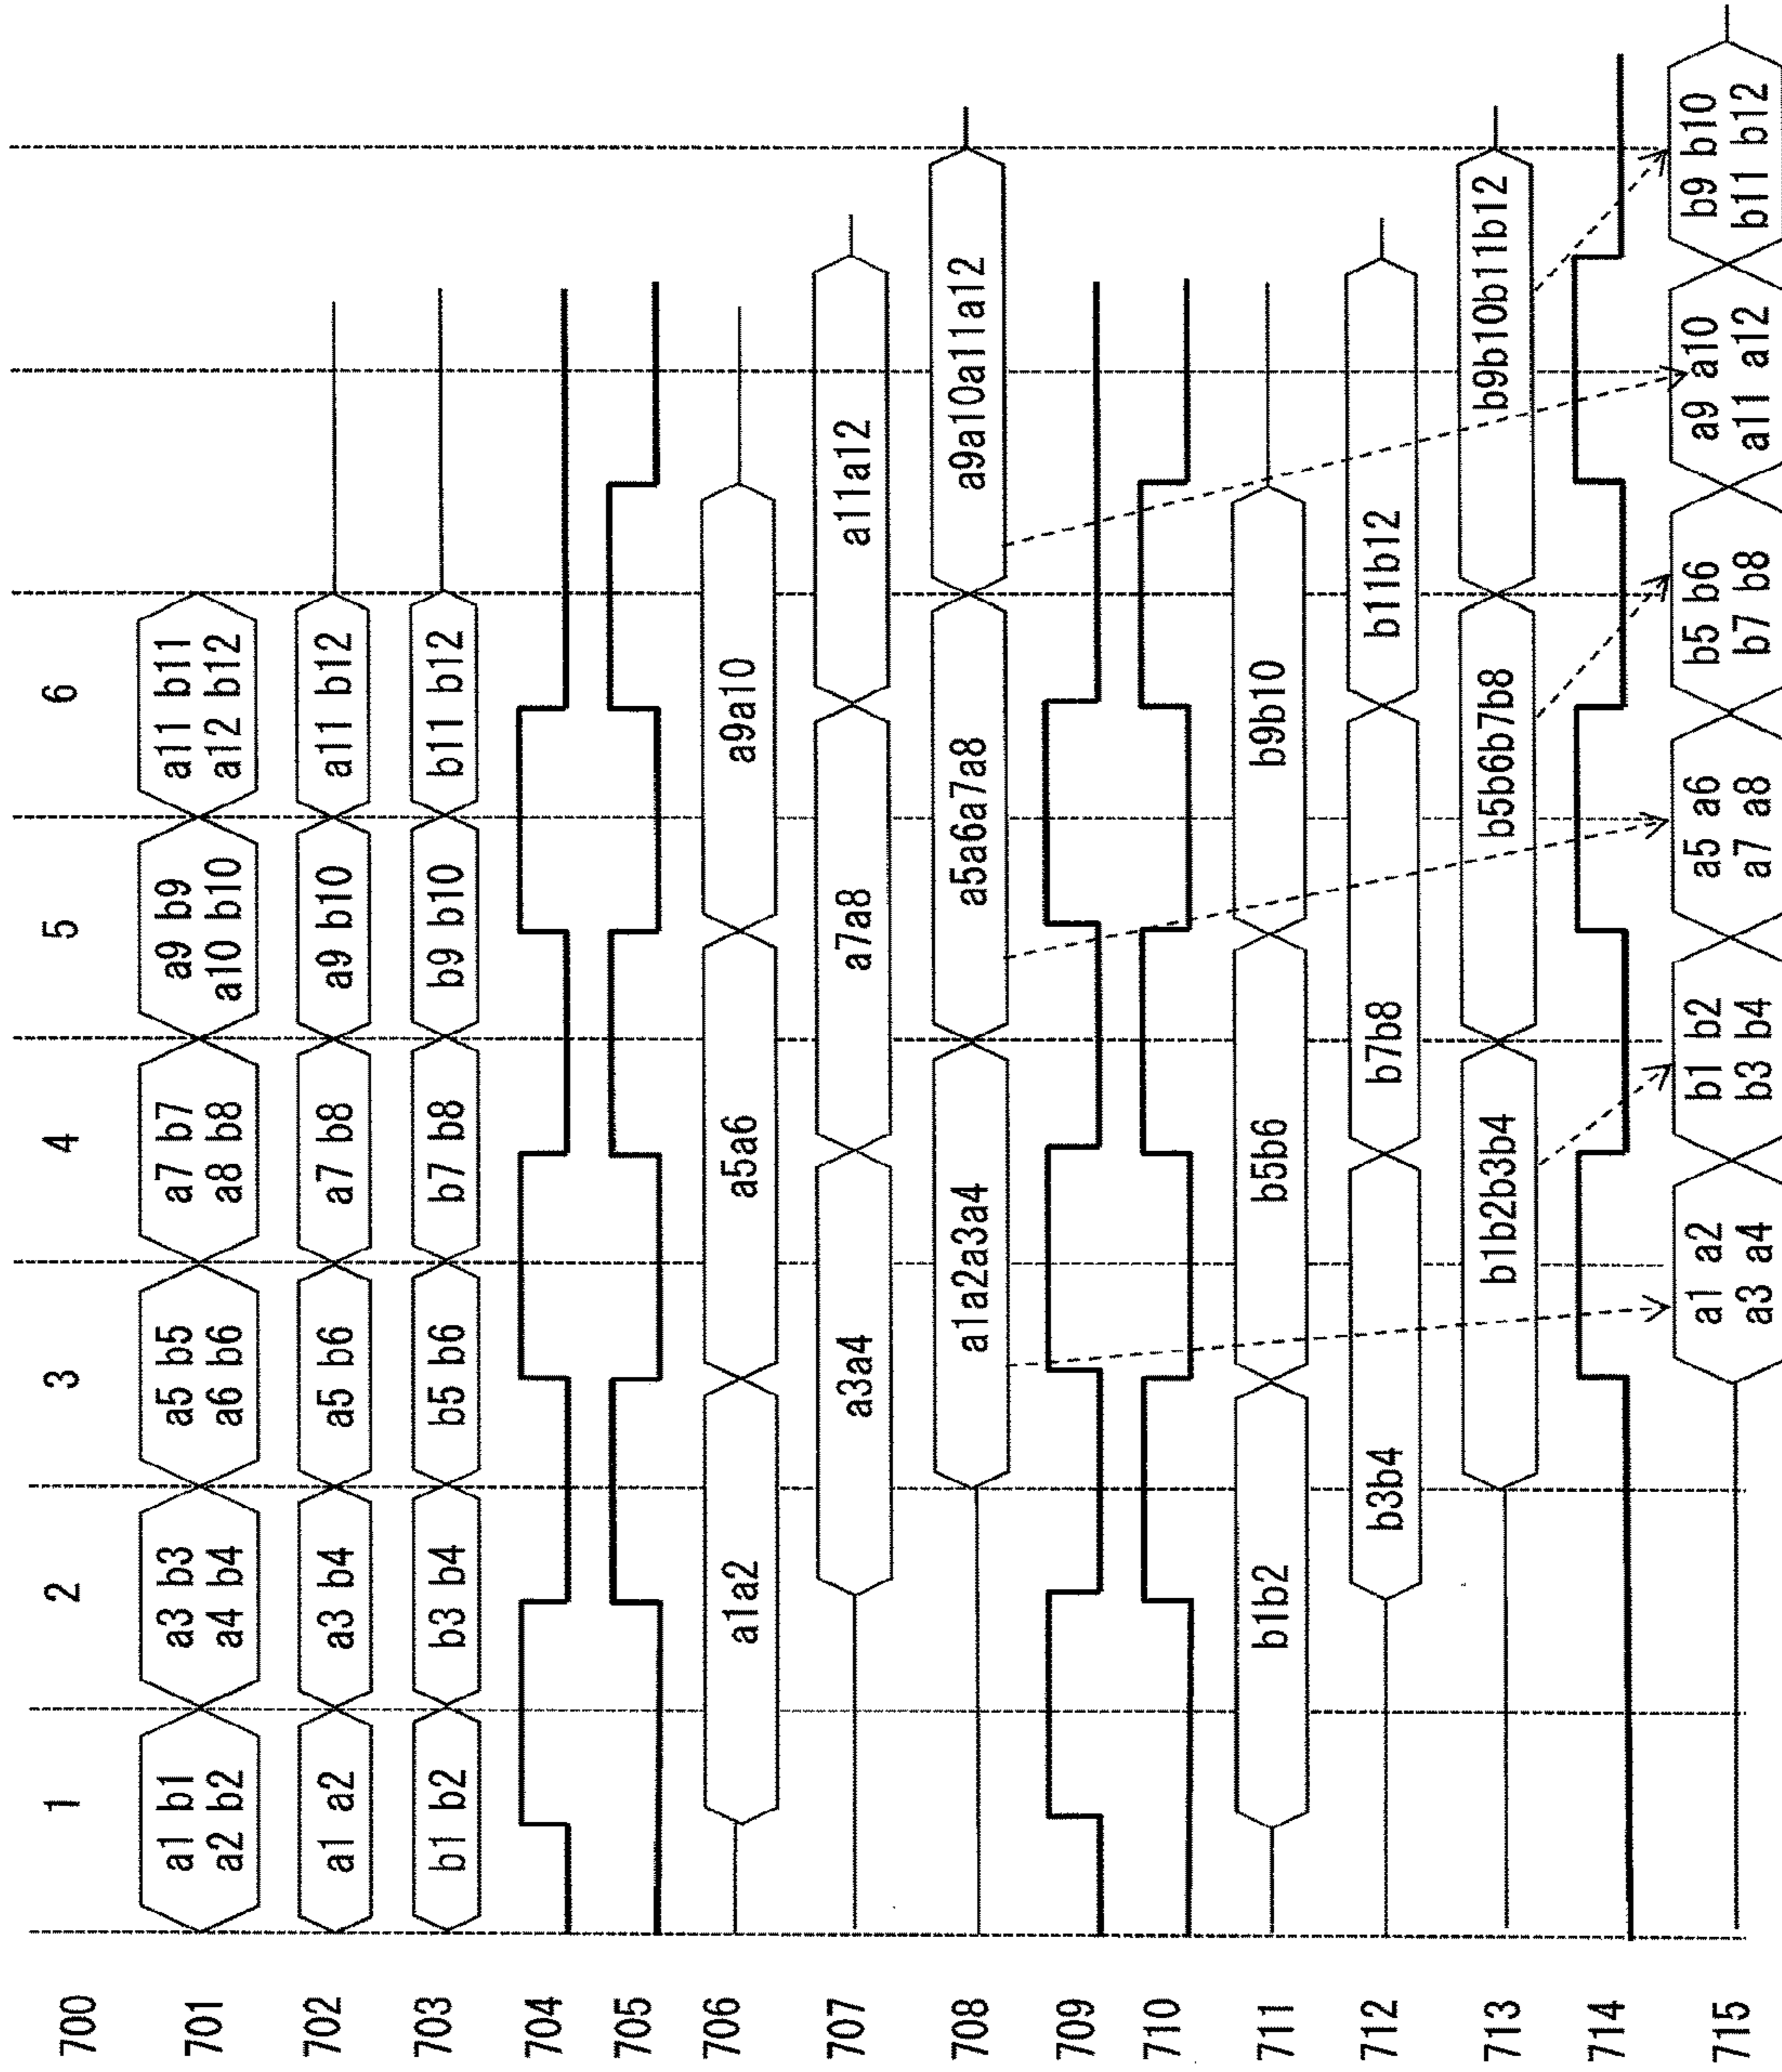 700 1 2 3 4 5 6
701 a1 b1 a3 b3 a5 b5 a7 b7 a9 b9 a11 b11
a2 b2 a4 b4 a6 b6 a8 b8 a10 b10 a12 b12
702 a1 a2 a3 b4 a5 b6 a7 b8 a9 b10 a11 b12
703 b1 b2 b3 b4 b5 b6 b7 b8 b9 b10 b11 b12
704
705
706 a1a2 a5a6 a9a10
707 a3a4 a7a8 a11a12
708 a1a2a3a4 a5a6a7a8 a9a10a11a12
709
710
711 b1b2 b5b6 b9b10
712 b3b4 b7b8 b11b12
713 b1b2b3b4 b5b6b7b8 b9b10b11b12
714
715 a1 a2 b1 b2 a5 a6 b5 b6 a9 a10 b9 b10
a3 a4 b3 b4 a7 a8 b7 b8 a11 a12 b11 b12